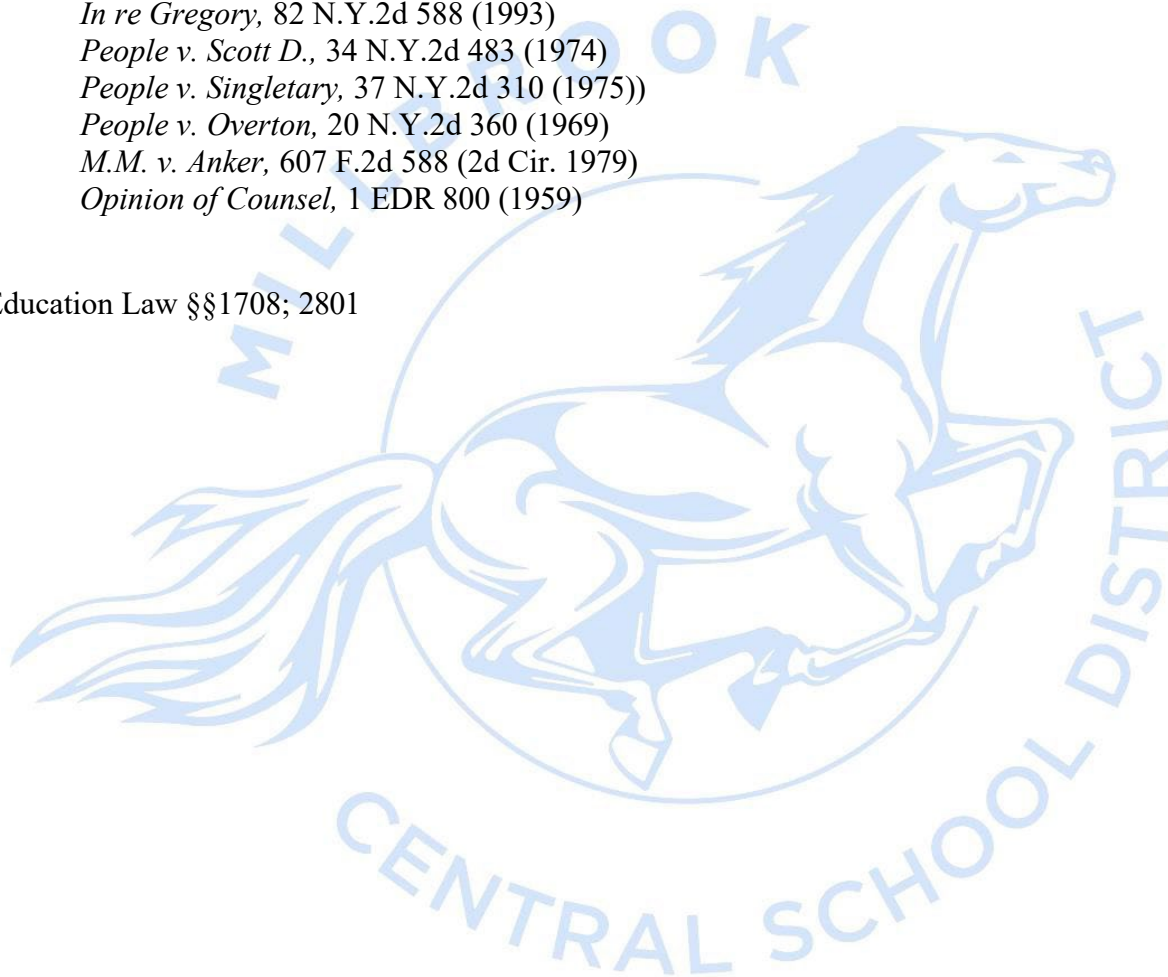 In re Gregory, 82 N.Y.2d 588 (1993)
People v. Scott D., 34 N.Y.2d 483 (1974)
People v. Singletary, 37 N.Y.2d 310 (1975))
People v. Overton, 20 N.Y.2d 360 (1969)
M.M. v. Anker, 607 F.2d 588 (2d Cir. 1979)
Opinion of Counsel, 1 EDR 800 (1959)
Education Law §§1708; 2801
MILLBROOK
CENTRAL SCHOOL DISTRICT